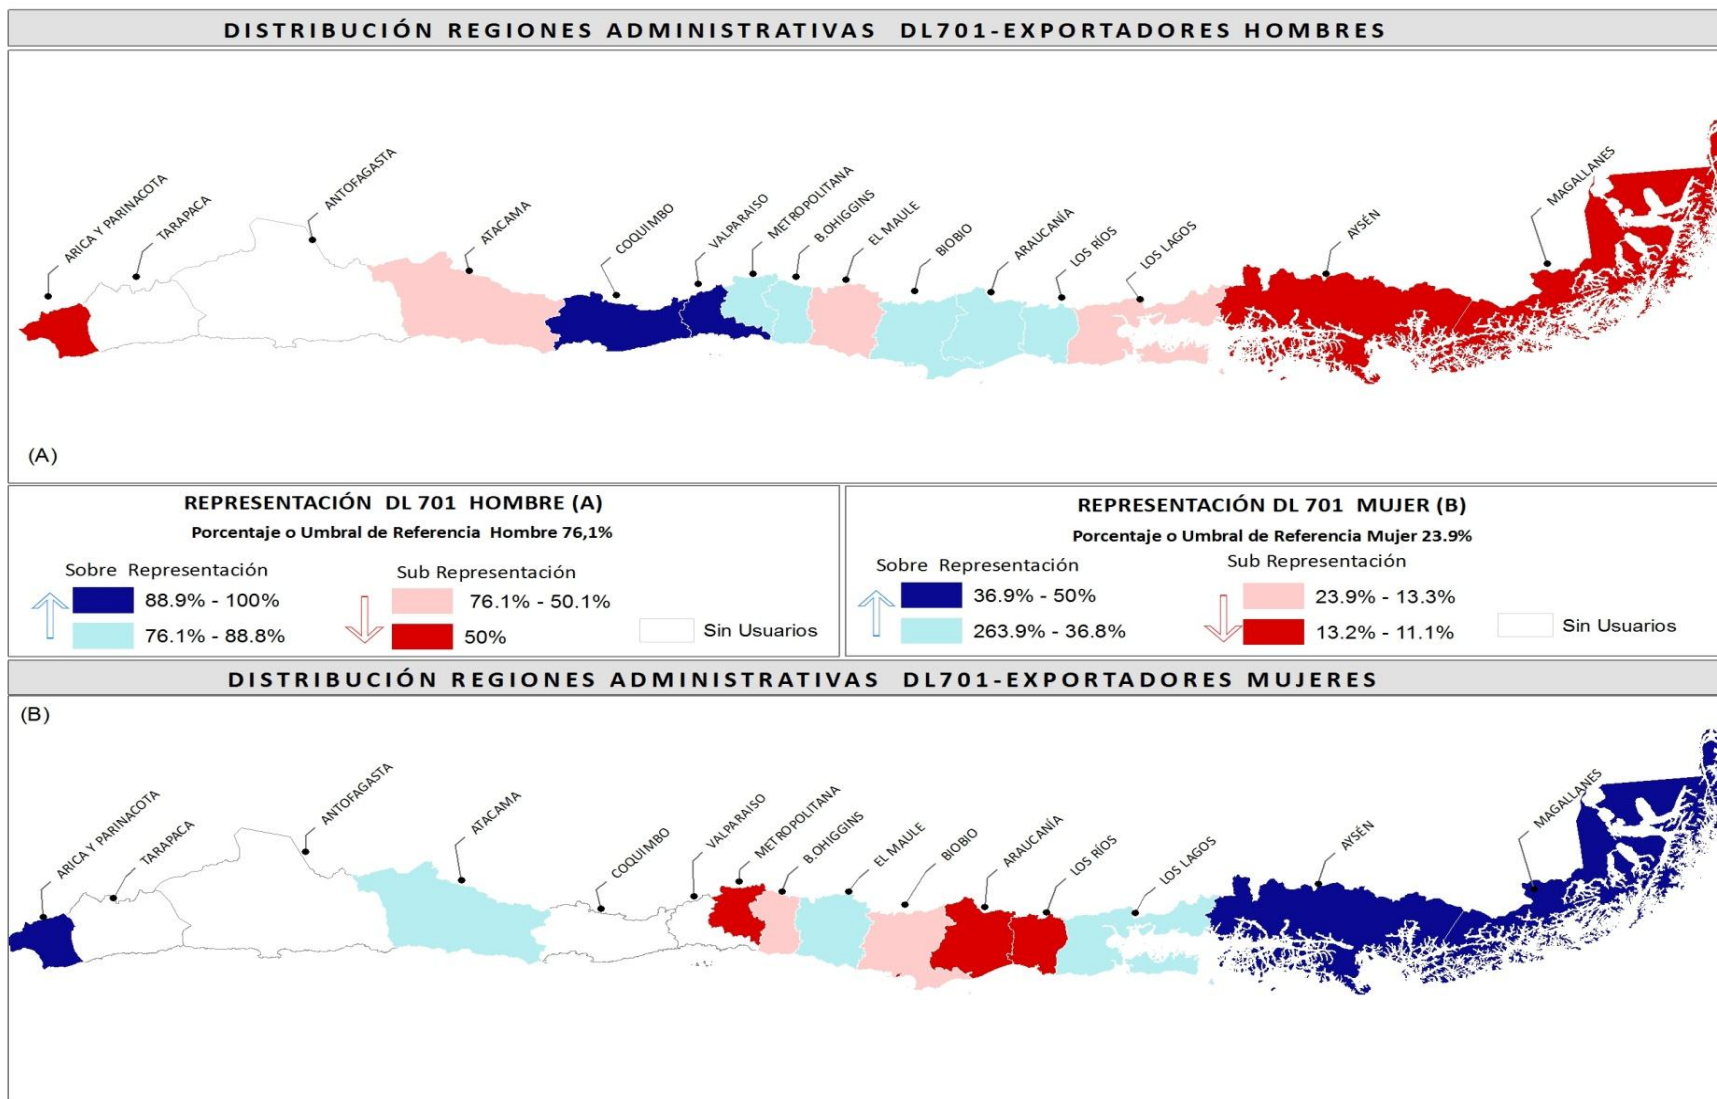 DISTRIBUCIÓN REGIONES ADMINISTRATIVAS DL701-EXPORTADORES HOMBRES
ARICA Y PARINACOTA
TARAPACA
ANTOFAGASTA
ATACAMA
COQUIMBO
VALPARAISO
METROPOLITANA
B.OHIGGINS
EL MAULE
BIOBIO
ARAUCANÍA
LOS RÍOS
LOS LAGOS
AYSÉN
MAGALLANES
(A)
REPRESENTACIÓN DL 701 HOMBRE (A)
Porcentaje o Umbral de Referencia Hombre 76,1%
Sobre Representación
Sub Representación
88.9% - 100%
76.1% - 50.1%
76.1% - 88.8%
50%
Sin Usuarios
REPRESENTACIÓN DL 701 MUJER (B)
Porcentaje o Umbral de Referencia Mujer 23.9%
Sobre Representación
Sub Representación
36.9% - 50%
23.9% - 13.3%
263.9% - 36.8%
13.2% - 11.1%
Sin Usuarios
DISTRIBUCIÓN REGIONES ADMINISTRATIVAS DL701-EXPORTADORES MUJERES
(B)
ARICA Y PARINACOTA
TARAPACA
ANTOFAGASTA
ATACAMA
COQUIMBO
VALPARAISO
METROPOLITANA
B.OHIGGINS
EL MAULE
BIOBIO
ARAUCANÍA
LOS RÍOS
LOS LAGOS
AYSÉN
MAGALLANES